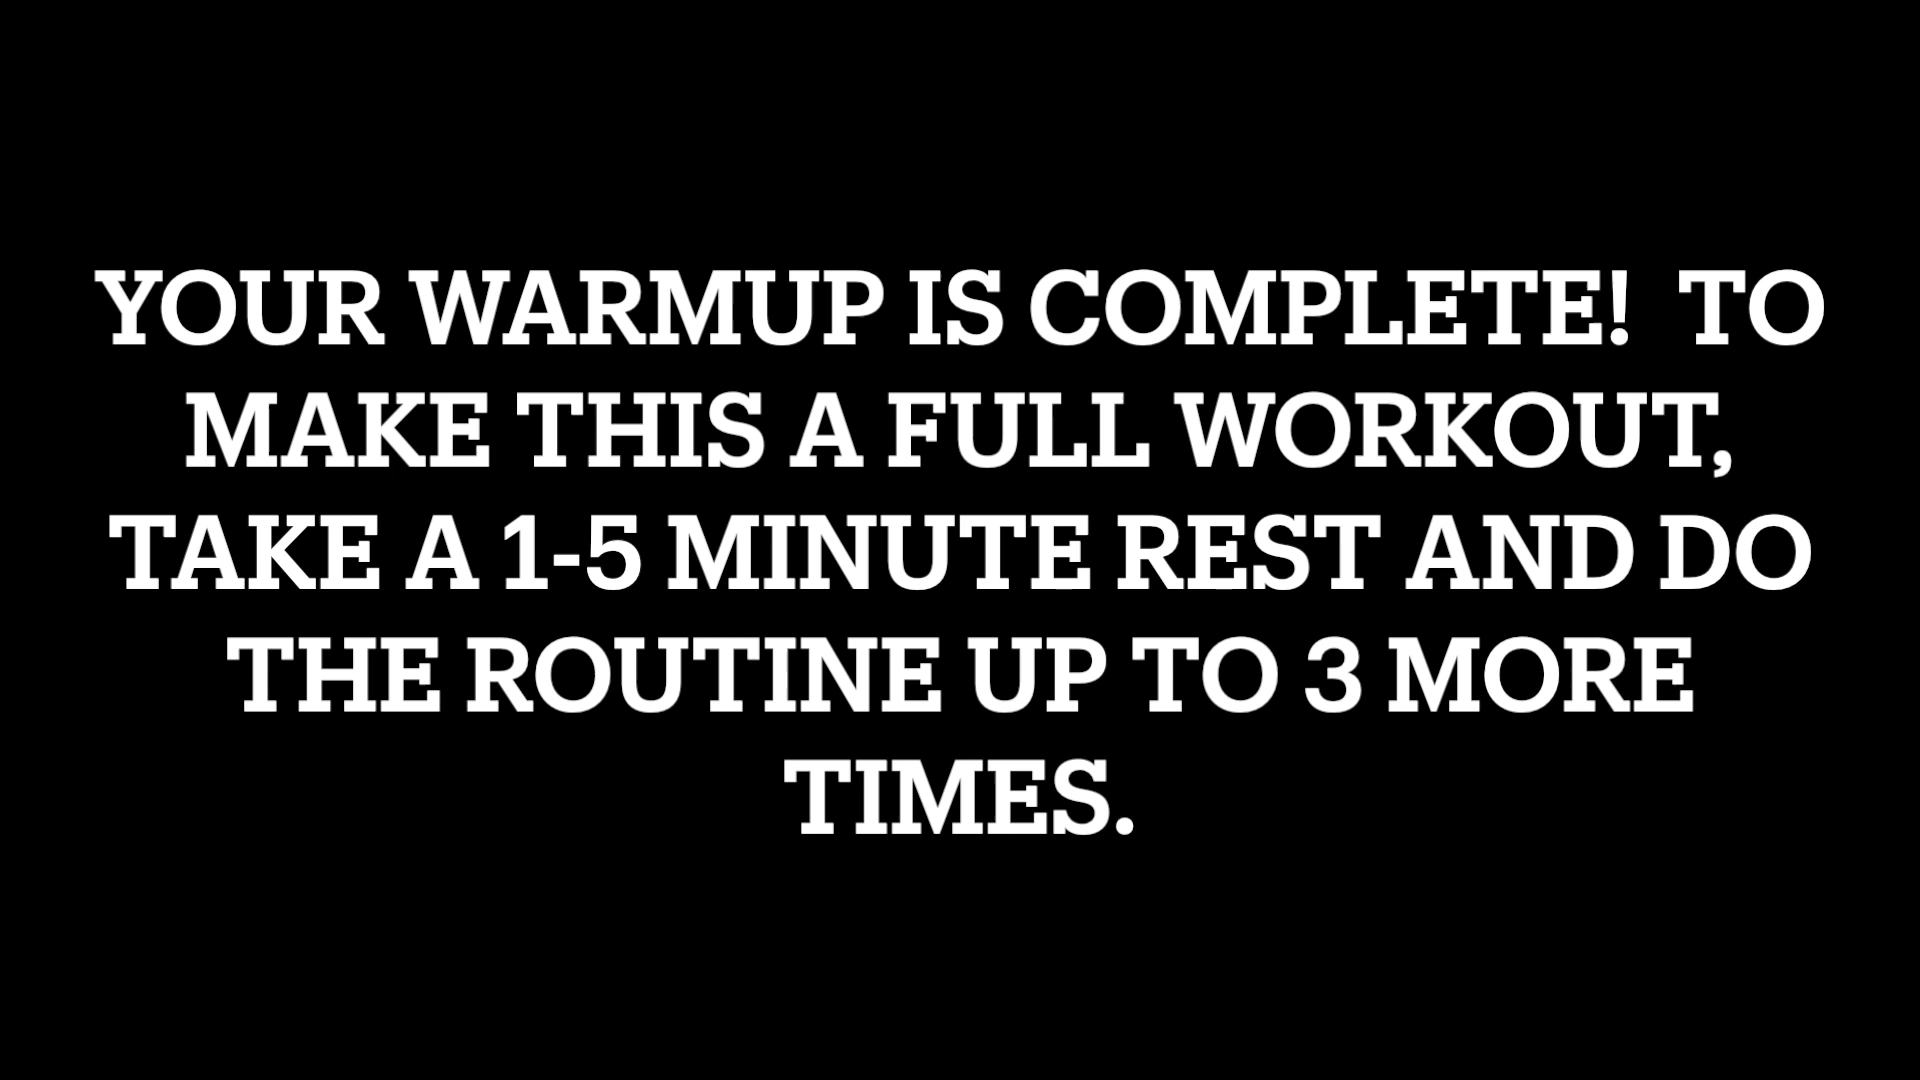 YOUR WARMUP IS COMPLETE!  TO
MAKE THIS A FULL WORKOUT,
TAKE A 1-5 MINUTE REST AND DO
THE ROUTINE UP TO 3 MORE
TIMES.